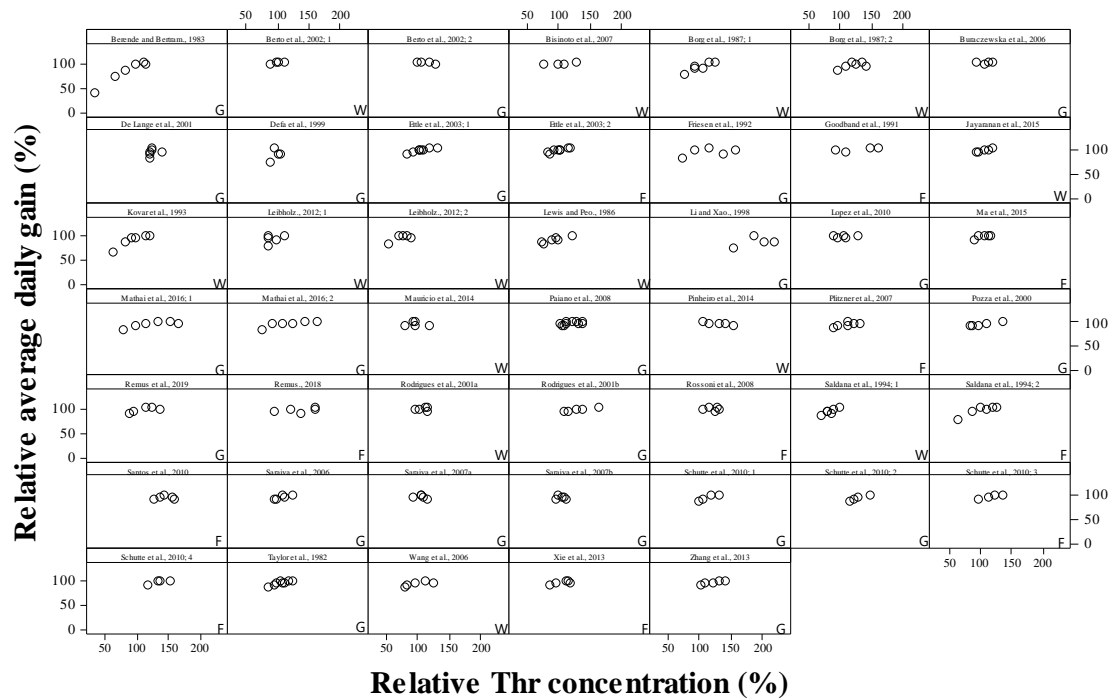 50 100 150 200 50 100 150 200 50 100 150 200
Berende and Bertram., 1983 Berto et al., 2002; 1 Berto et al., 2002; 2 Bisinoto et al., 2007 Borg et al., 1987; 1 Borg et al., 1987; 2 Buraczewska et al., 2006
100
50
0
G W G W W W G
De Lange et al., 2001 Defa et al., 1999 Ettle et al., 2003; 1 Ettle et al., 2003; 2 Friesen et al., 1992 Goodband et al., 1991 Jayaranan et al., 2015
100
50
0
G G G F G F W
Kovar et al., 1993 Leibholz., 2012; 1 Leibholz., 2012; 2 Lewis and Peo., 1986 Li and Xao., 1998 Lopez et al., 2010 Ma et al., 2015
100
50
0
W W W W G G F
Mathai et al., 2016; 1 Mathai et al., 2016; 2 Mauricio et al., 2014 Paiano et al., 2008 Pinheiro et al., 2014 Plitzner et al., 2007 Pozza et al., 2000
100
50
0
G G W G W F G
Remus et al., 2019 Remus., 2018 Rodrigues et al., 2001a Rodrigues et al., 2001b Rossoni et al., 2008 Saldana et al., 1994; 1 Saldana et al., 1994; 2
100
50
0
G F W G F W F
Santos et al., 2010 Saraiva et al., 2006 Saraiva et al., 2007a Saraiva et al., 2007b Schutte et al., 2010; 1 Schutte et al., 2010; 2 Schutte et al., 2010; 3
100
50
0
F G G G G G F
Schutte et al., 2010; 4 Taylor et al., 1982 Wang et al., 2006 Xie et al., 2013 Zhang et al., 2013
100
50
0
F G W F G
50 100 150 200 50 100 150 200 50 100 150 200 50 100 150 200
Relative average daily gain (%)
Relative Thr concentration (%)